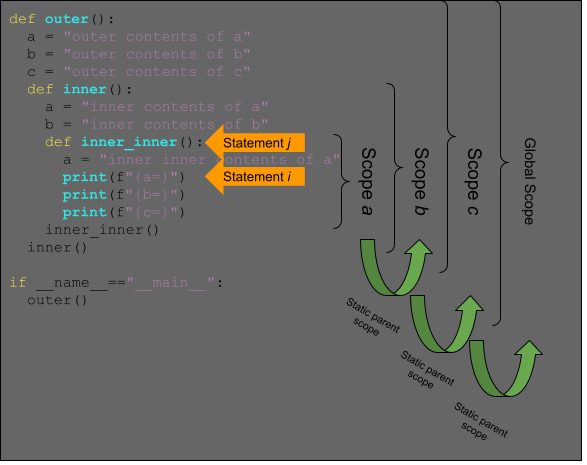 def outer():
  a = "outer contents of a"
  b = "outer contents of b"
  c = "outer contents of c"
  def inner():
    a = "inner contents of a"
    b = "inner contents of b"
    def inner_inner():
      a = "inner inner contents of a"
      print(f"{a=}")
      print(f"{b=}")
      print(f"{c=}")
    inner_inner()
  inner()
if __name__=="__main__":
  outer()
Statement j
Statement i
Scope a
Scope b
Scope c
Global Scope
Static parent
scope
Static parent
scope
Static parent
scope